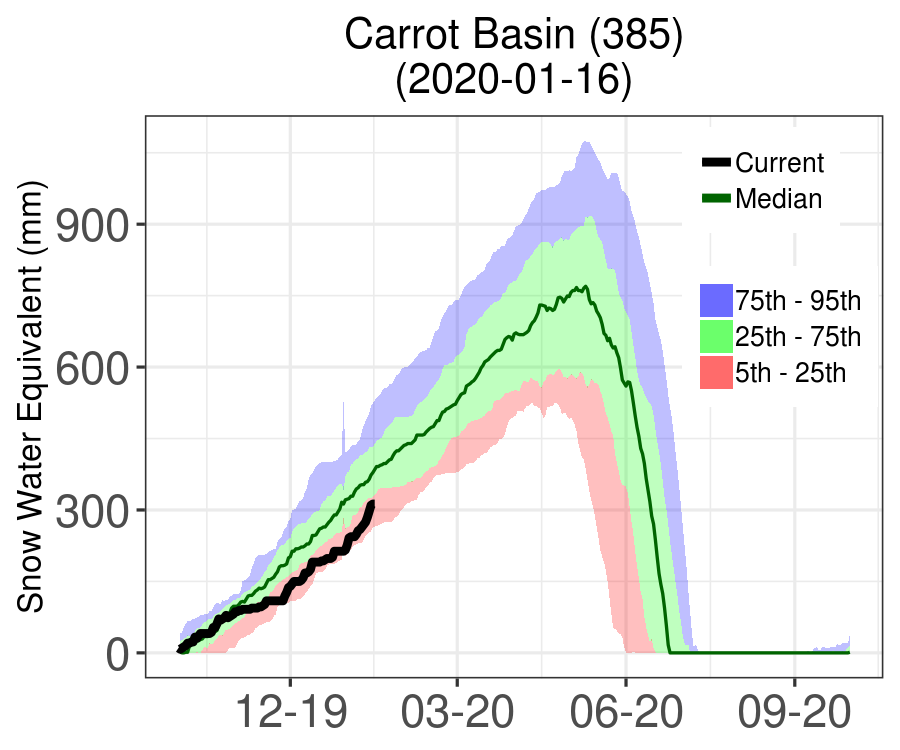 Carrot Basin (385)
(2020-01-16)
Snow Water Equivalent (mm)
900
600
300
0
12-19
03-20
06-20
09-20
Current
Median
75th - 95th
25th - 75th
5th - 25th